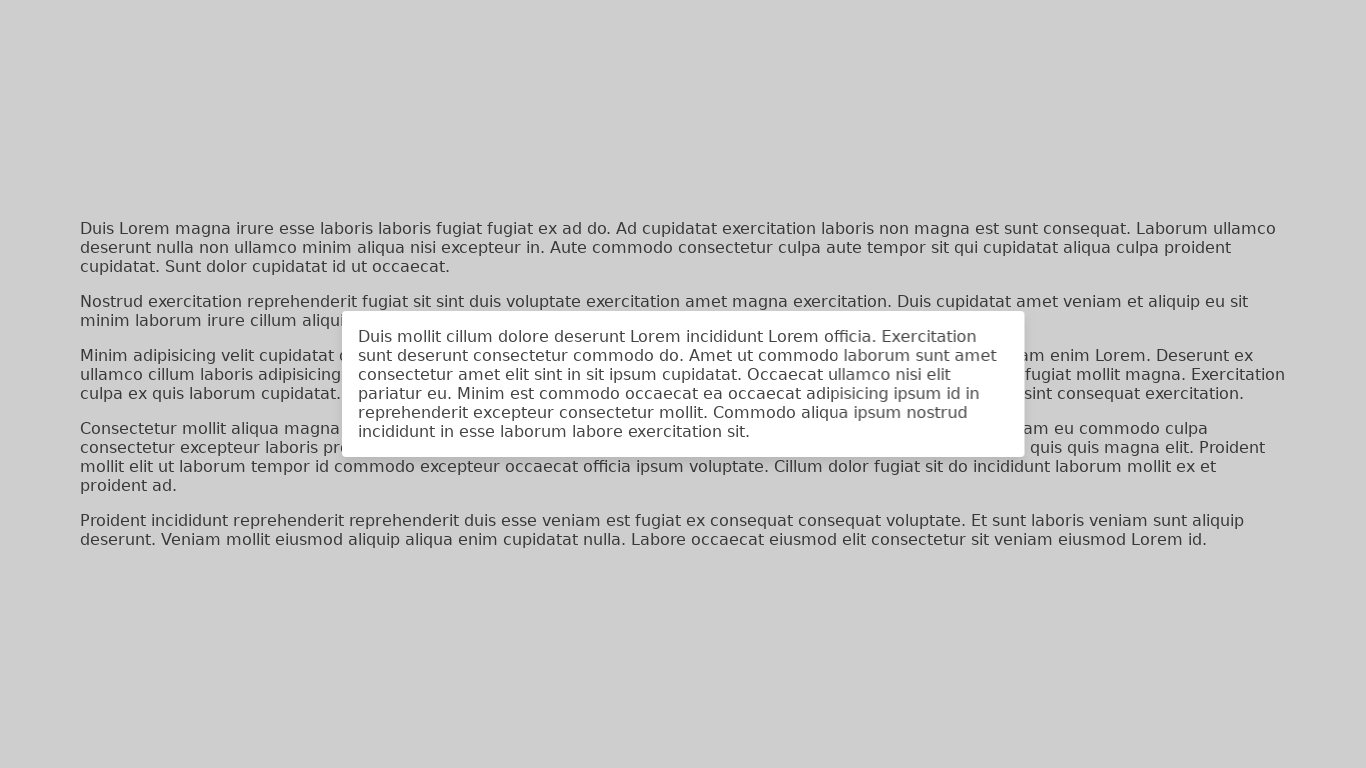 Duis Lorem magna irure esse laboris laboris fugiat fugiat ex ad do. Ad cupidatat exercitation laboris non magna est sunt consequat. Laborum ullamco
deserunt nulla non ullamco minim aliqua nisi excepteur in. Aute commodo consectetur culpa aute tempor sit qui cupidatat aliqua culpa proident
cupidatat. Sunt dolor cupidatat id ut occaecat.
Nostrud exercitation reprehenderit fugiat sit sint duis voluptate exercitation amet magna exercitation. Duis cupidatat amet veniam et aliquip eu sit
minim laborum irure cillum
Duis mollit cillum dolore deserunt Lorem incididunt Lorem officia. Exercitation
sunt deserunt consectetur commodo do. Amet ut commodo laborum sunt amet
consectetur amet elit sint in sit ipsum cupidatat. Occaecat ullamco nisi elit
pariatur eu. Minim est commodo occaecat ea occaecat adipisicing ipsum id in
reprehenderit excepteur consectetur mollit. Commodo aliqua ipsum nostrud
incididunt in esse laborum labore exercitation sit.
Minim adipisicing velit cupidatat enim Lorem. Deserunt ex
ullamco cillum laboris adipisicing fugiat mollit magna. Exercitation
culpa ex quis laborum cupidatat. sint consequat exercitation.
Consectetur mollit aliqua magna eu commodo culpa
consectetur excepteur laboris quis quis magna elit. Proident
mollit elit ut laborum tempor id commodo excepteur occaecat officia ipsum voluptate. Cillum dolor fugiat sit do incididunt laborum mollit ex et
proident ad.
Proident incididunt reprehenderit reprehenderit duis esse veniam est fugiat ex consequat consequat voluptate. Et sunt laboris veniam sunt aliquip
deserunt. Veniam mollit eiusmod aliquip aliqua enim cupidatat nulla. Labore occaecat eiusmod elit consectetur sit veniam eiusmod Lorem id.